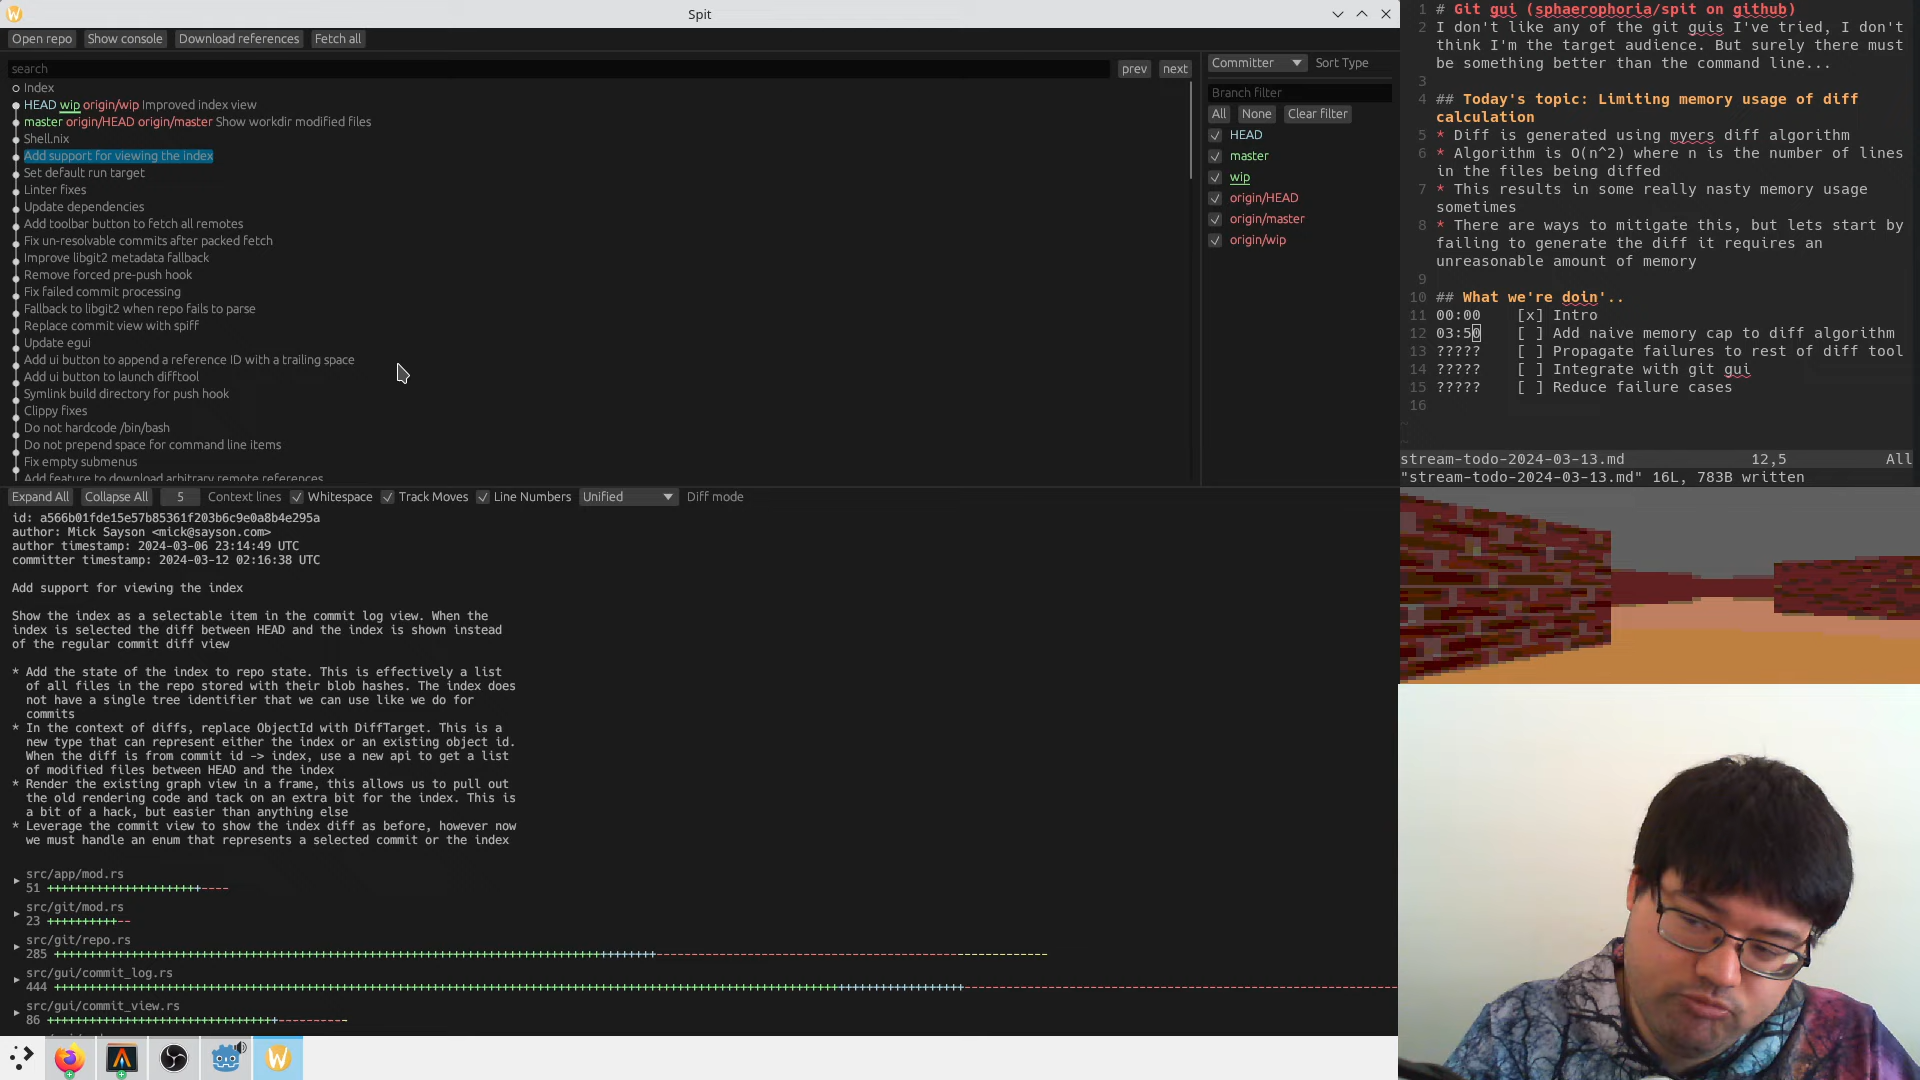 Spit
Open repo Show console Download references Fetch all
search prev next
Index
HEAD wip origin/wip Improved index view
master origin/HEAD origin/master Show workdir modified files
Shell.nix
Add support for viewing the index
Set default run target
Linter fixes
Update dependencies
Add toolbar button to fetch all remotes
Fix un-resolvable commits after packed fetch
Improve libgit2 metadata fallback
Remove forced pre-push hook
Fix failed commit processing
Fallback to libgit2 when repo fails to parse
Replace commit view with spiff
Update egui
Add ui button to append a reference ID with a trailing space
Add ui button to launch difftool
Symlink build directory for push hook
Clippy fixes
Do not hardcode /bin/bash
Do not prepend space for command line items
Fix empty submenus
Add feature to download arbitrary remote references
Committer Sort Type
Branch filter
All None Clear filter
HEAD
master
wip
origin/HEAD
origin/master
origin/wip
Expand All Collapse All 5 Context lines Whitespace Track Moves Line Numbers Unified Diff mode
id: a566b01fde15e57b85361f203b6c9e0a8b4e295a
author: Mick Sayson <mick@sayson.com>
author timestamp: 2024-03-06 23:14:49 UTC
committer timestamp: 2024-03-12 02:16:38 UTC
Add support for viewing the index
Show the index as a selectable item in the commit log view. When the
index is selected the diff between HEAD and the index is shown instead
of the regular commit diff view
* Add the state of the index to repo state. This is effectively a list
of all files in the repo stored with their blob hashes. The index does
not have a single tree identifier that we can use like we do for
commits
* In the context of diffs, replace ObjectId with DiffTarget. This is a
new type that can represent either the index or an existing object id.
When the diff is from commit id -> index, use a new api to get a list
of modified files between HEAD and the index
* Render the existing graph view in a frame, this allows us to pull out
the old rendering code and tack on an extra bit for the index. This is
a bit of a hack, but easier than anything else
* Leverage the commit view to show the index diff as before, however now
we must handle an enum that represents a selected commit or the index
src/app/mod.rs
51 ++++++++++++++++++++++----
src/git/mod.rs
23 ++++++++++--
src/git/repo.rs
285
src/gui/commit_log.rs
444
src/gui/commit_view.rs
86
1 # Git gui (sphaerophoria/spit on github)
2 I don't like any of the git guis I've tried, I don't
think I'm the target audience. But surely there must
be something better than the command line...
3
4 ## Today's topic: Limiting memory usage of diff
calculation
5 * Diff is generated using myers diff algorithm
6 * Algorithm is O(n^2) where n is the number of lines
in the files being diffed
7 * This results in some really nasty memory usage
sometimes
8 * There are ways to mitigate this, but lets start by
failing to generate the diff it requires an
unreasonable amount of memory
9
10 ## What we're doin'..
11 00:00 [x] Intro
12 03:50 [ ] Add naive memory cap to diff algorithm
13 ????? [ ] Propagate failures to rest of diff tool
14 ????? [ ] Integrate with git gui
15 ????? [ ] Reduce failure cases
16
~
~
stream-todo-2024-03-13.md 12,5 All
"stream-todo-2024-03-13.md" 16L, 783B written